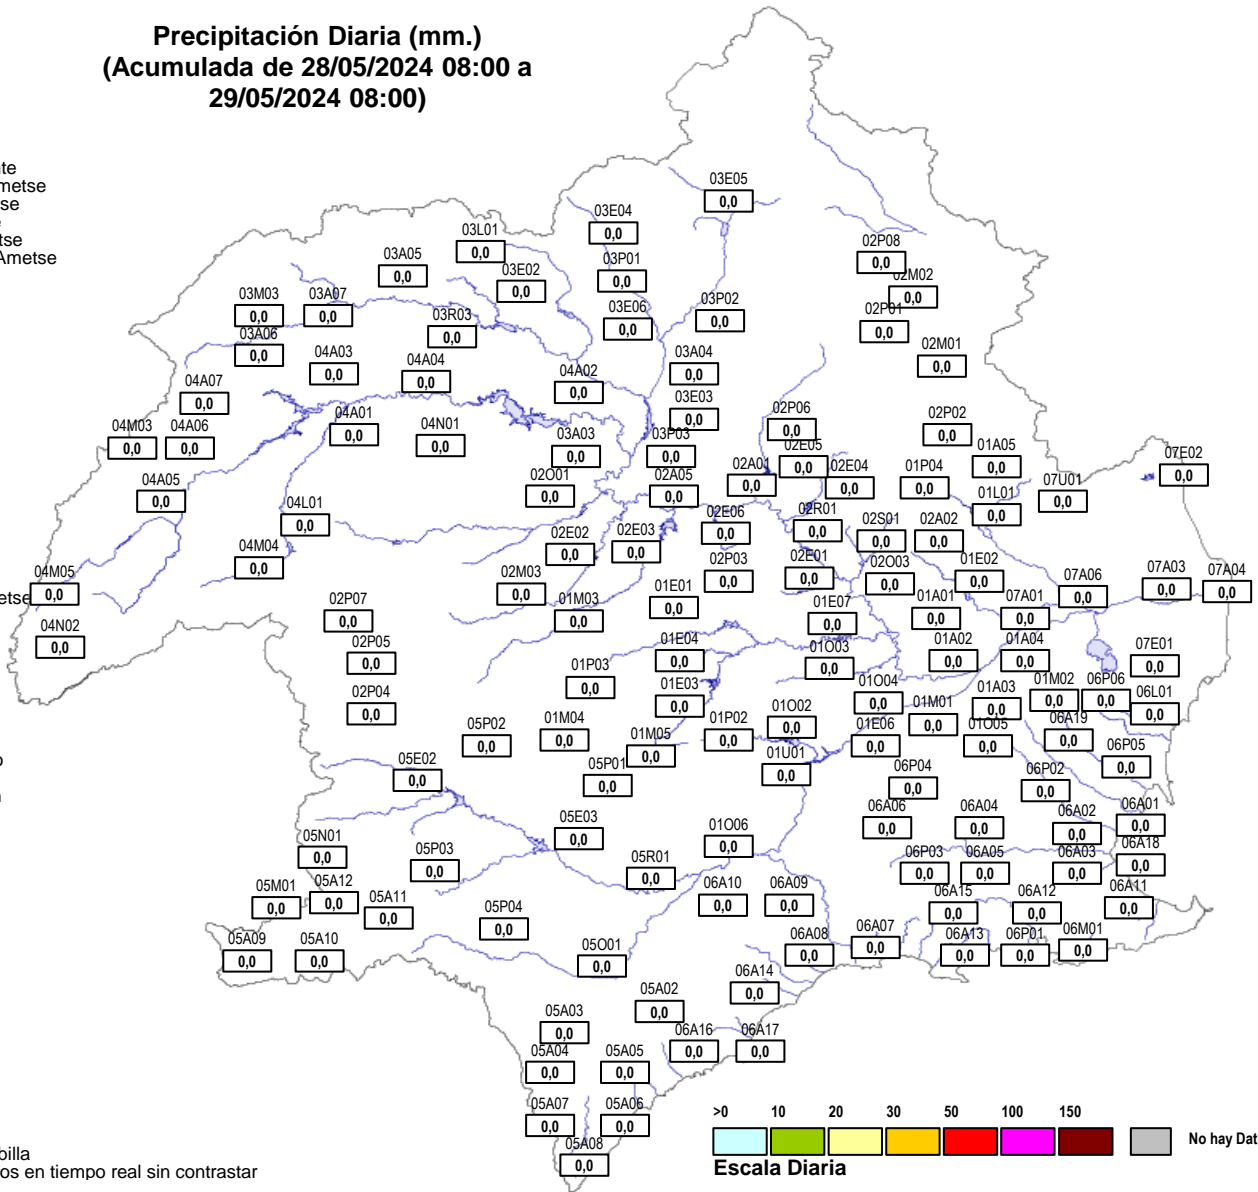 Precipitación Diaria (mm.)
(Acumulada de 28/05/2024 08:00 a
29/05/2024 08:00)
03E05
0,0
03E04
0,0
03L01
0,0
03A05
0,0
03P01
0,0
03E02
0,0
02P08
0,0
02M02
0,0
03M03
0,0
03A07
0,0
03E06
0,0
03P02
0,0
02P01
0,0
03R03
0,0
03A06
0,0
04A03
0,0
04A04
0,0
04A02
0,0
03A04
0,0
02M01
0,0
04A07
0,0
03E03
0,0
04M03
0,0
04A06
0,0
04A01
0,0
04N01
0,0
03A03
0,0
03P03
0,0
02P06
0,0
02E05
0,0
02P02
0,0
01A05
0,0
07E02
0,0
04A05
0,0
02O01
0,0
02A05
0,0
02A01
0,0
02E04
0,0
01P04
0,0
01L01
0,0
07U01
0,0
04L01
0,0
02E06
0,0
02R01
0,0
02S01
0,0
02A02
0,0
04M04
0,0
02E02
0,0
02E03
0,0
02P03
0,0
02E01
0,0
02O03
0,0
01E02
0,0
04M05
0,0
02M03
0,0
01M03
0,0
01E01
0,0
01E07
0,0
01A01
0,0
07A01
0,0
07A06
0,0
07A03
0,0
07A04
0,0
04N02
0,0
02P07
0,0
02P05
0,0
01E04
0,0
01O03
0,0
01A02
0,0
01A04
0,0
07E01
0,0
02P04
0,0
01P03
0,0
01E03
0,0
01O04
0,0
01M01
0,0
01A03
0,0
01M02
0,0
06P06
0,0
06L01
0,0
05P02
0,0
01M04
0,0
01M05
0,0
01P02
0,0
01O02
0,0
01E06
0,0
01O05
0,0
06A19
0,0
06P05
0,0
05E02
0,0
05P01
0,0
01U01
0,0
06P04
0,0
06P02
0,0
05E03
0,0
01O06
0,0
06A06
0,0
06A04
0,0
06A02
0,0
06A01
0,0
05N01
0,0
05P03
0,0
05R01
0,0
06P03
0,0
06A05
0,0
06A03
0,0
06A18
0,0
05M01
0,0
05A12
0,0
05A11
0,0
06A10
0,0
06A09
0,0
06A15
0,0
06A12
0,0
06A11
0,0
05P04
0,0
05A09
0,0
05A10
0,0
05O01
0,0
06A08
0,0
06A07
0,0
06A13
0,0
06P01
0,0
06M01
0,0
06A14
0,0
05A02
0,0
05A03
0,0
06A16
0,0
06A17
0,0
05A04
0,0
05A05
0,0
05A07
0,0
05A06
0,0
05A08
0,0
>0 10 20 30 50 100 150
No hay Dat
Escala Diaria
os en tiempo real sin contrastar